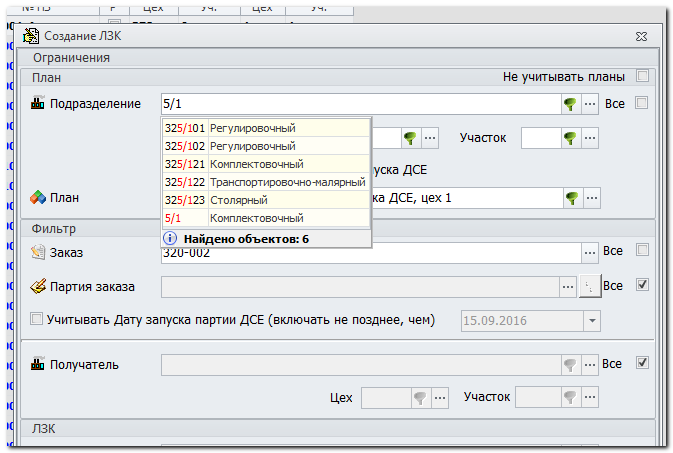 № ПЗ Р Цех Уч. Цех Уч.
Создание ЛЗК
Ограничения
План Не учитывать планы
Подразделение 5/1 Все
325/101 Регулировочный
325/102 Регулировочный
325/121 Комплектовочный
325/122 Транспортировочно-малярный
325/123 Столярный
5/1 Комплектовочный
Найдено объектов: 6
Участок
ска ДСЕ
План ка ДСЕ, цех 1
Фильтр
Заказ 320-002 Все
Партия заказа Все
Учитывать Дату запуска партии ДСЕ (включать не позднее, чем) 15.09.2016
Получатель Все
Цех Участок
ЛЗК